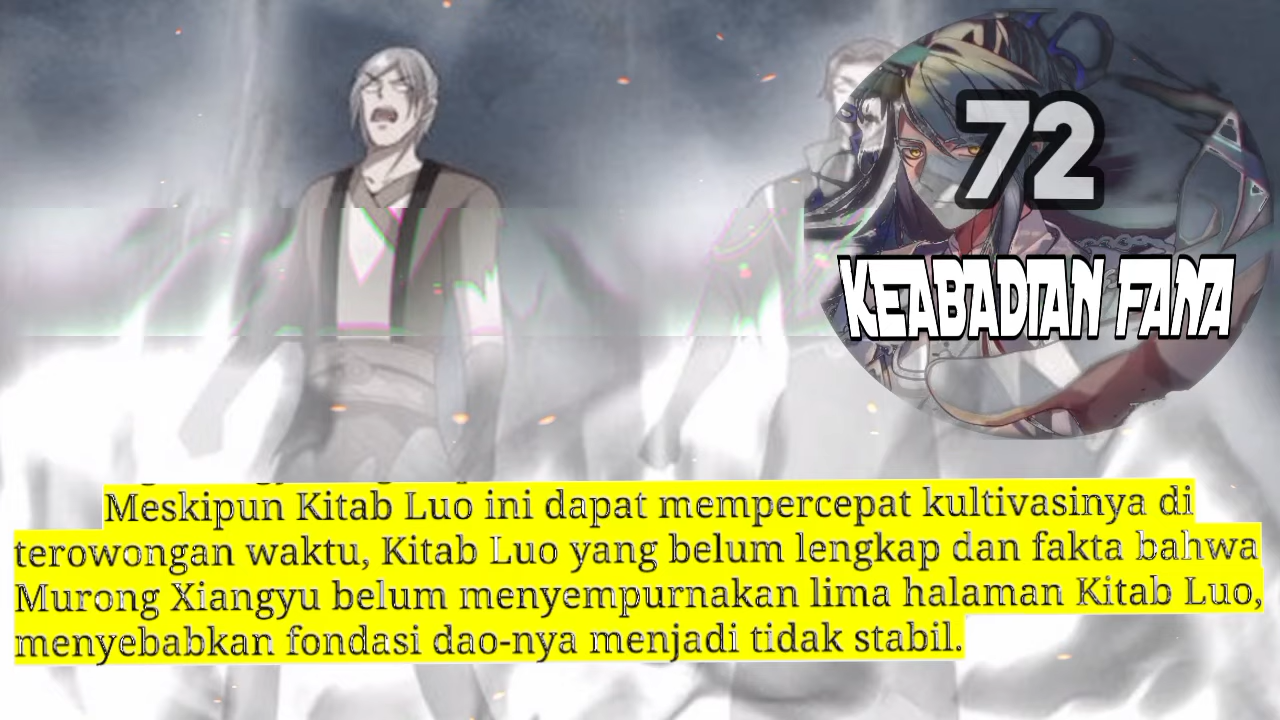 72
KEABADIAN FANA
Meskipun Kitab Luo ini dapat mempercepat kultivasinya di
terowongan waktu, Kitab Luo yang belum lengkap dan fakta bahwa
Murong Xiangyu belum menyempurnakan lima halaman Kitab Luo,
menyebabkan fondasi dao-nya menjadi tidak stabil.